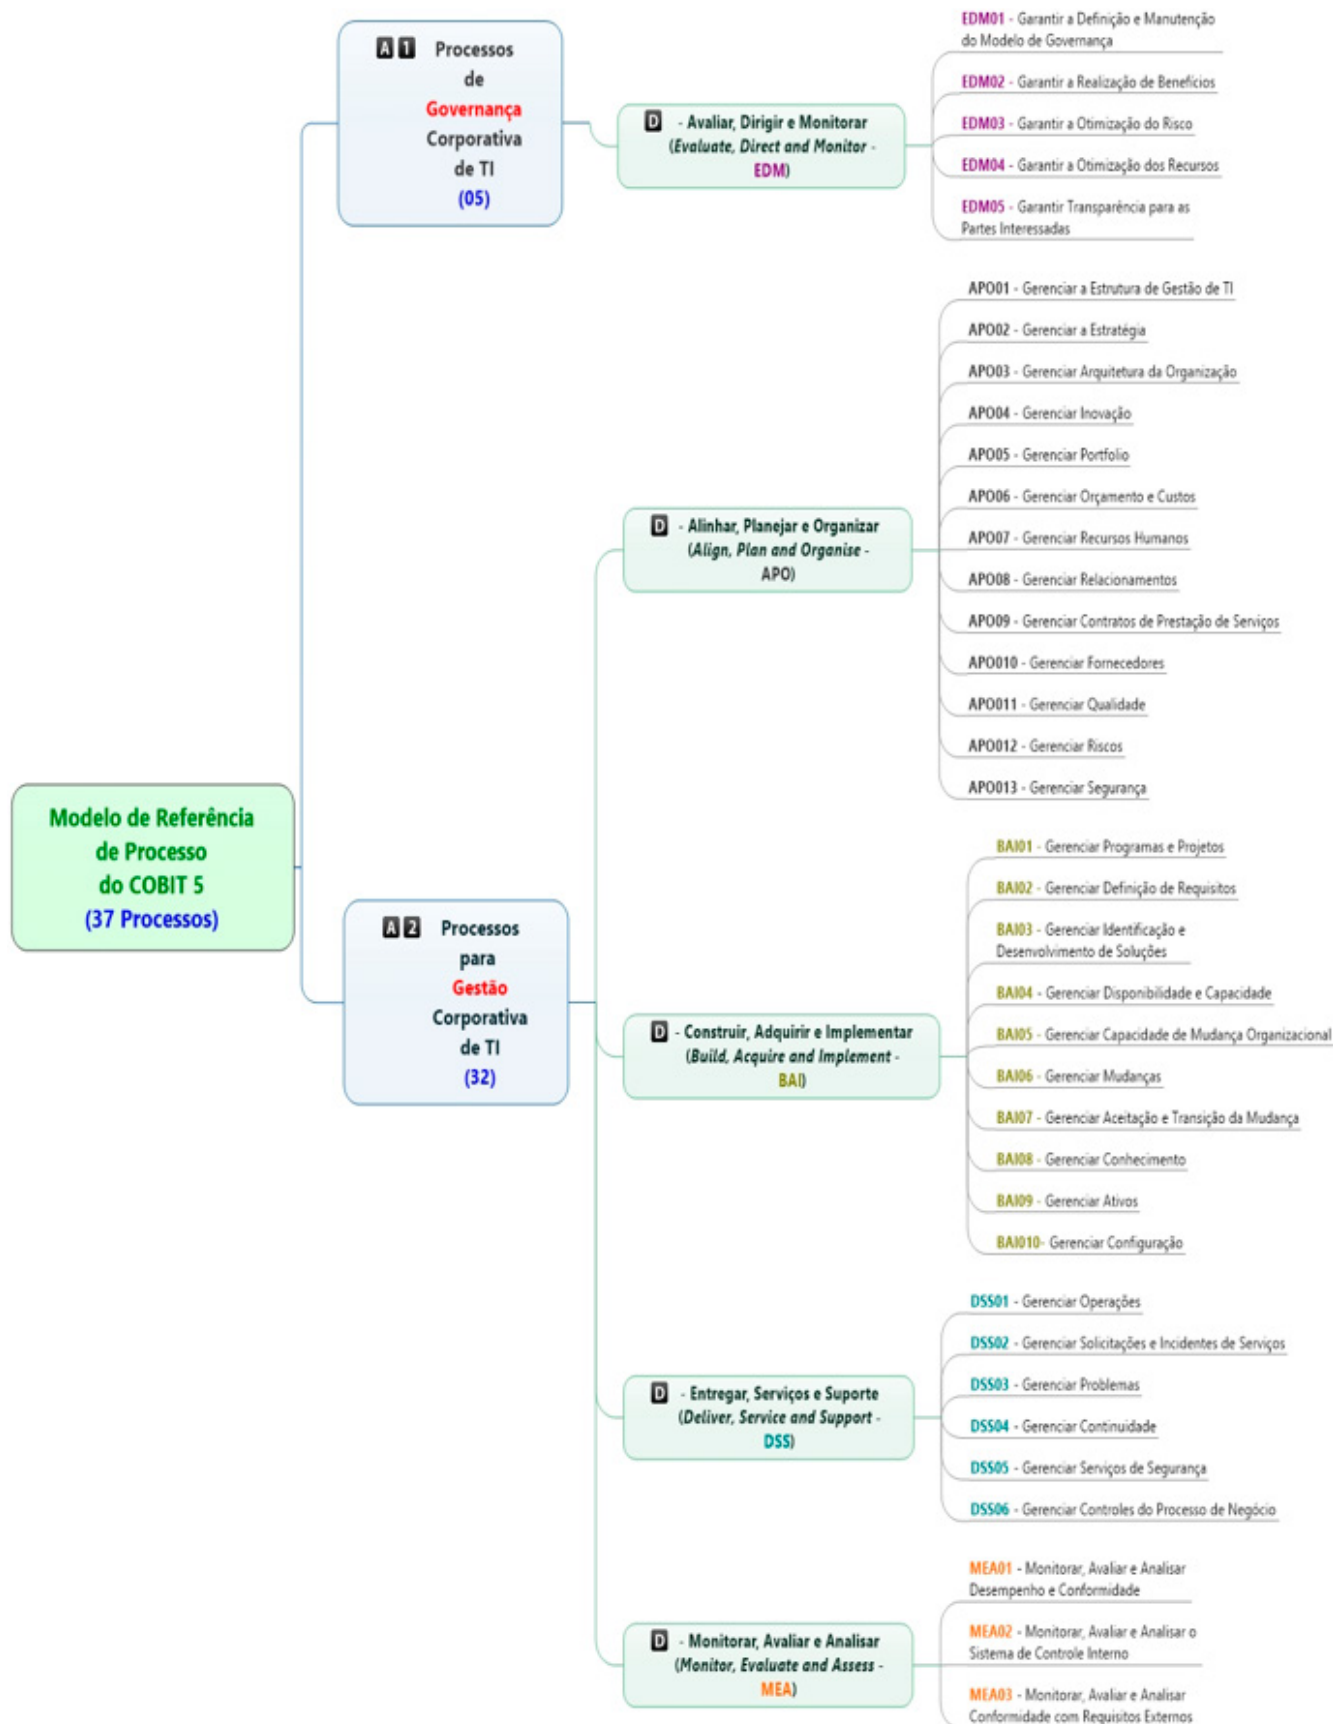 Modelo de Referência
de Processo
do COBIT 5
(37 Processos)
A 1 Processos
de
Governança
Corporativa
de TI
(05)
D - Avaliar, Dirigir e Monitorar
(Evaluate, Direct and Monitor -
EDM)
EDM01 - Garantir a Definição e Manutenção
do Modelo de Governança
EDM02 - Garantir a Realização de Benefícios
EDM03 - Garantir a Otimização do Risco
EDM04 - Garantir a Otimização dos Recursos
EDM05 - Garantir Transparência para as
Partes Interessadas
A 2 Processos
para
Gestão
Corporativa
de TI
(32)
D - Alinhar, Planejar e Organizar
(Align, Plan and Organise -
APO)
APO01 - Gerenciar a Estrutura de Gestão de TI
APO02 - Gerenciar a Estratégia
APO03 - Gerenciar Arquitetura da Organização
APO04 - Gerenciar Inovação
APO05 - Gerenciar Portfolio
APO06 - Gerenciar Orçamento e Custos
APO07 - Gerenciar Recursos Humanos
APO08 - Gerenciar Relacionamentos
APO09 - Gerenciar Contratos de Prestação de Serviços
APO010 - Gerenciar Fornecedores
APO011 - Gerenciar Qualidade
APO012 - Gerenciar Riscos
APO013 - Gerenciar Segurança
D - Construir, Adquirir e Implementar
(Build, Acquire and Implement -
BAI)
BAI01 - Gerenciar Programas e Projetos
BAI02 - Gerenciar Definição de Requisitos
BAI03 - Gerenciar Identificação e
Desenvolvimento de Soluções
BAI04 - Gerenciar Disponibilidade e Capacidade
BAI05 - Gerenciar Capacidade de Mudança Organizacional
BAI06 - Gerenciar Mudanças
BAI07 - Gerenciar Aceitação e Transição da Mudança
BAI08 - Gerenciar Conhecimento
BAI09 - Gerenciar Ativos
BAI010- Gerenciar Configuração
D - Entregar, Serviços e Suporte
(Deliver, Service and Support -
DSS)
DSS01 - Gerenciar Operações
DSS02 - Gerenciar Solicitações e Incidentes de Serviços
DSS03 - Gerenciar Problemas
DSS04 - Gerenciar Continuidade
DSS05 - Gerenciar Serviços de Segurança
DSS06 - Gerenciar Controles do Processo de Negócio
D - Monitorar, Avaliar e Analisar
(Monitor, Evaluate and Assess -
MEA)
MEA01 - Monitorar, Avaliar e Analisar
Desempenho e Conformidade
MEA02 - Monitorar, Avaliar e Analisar o
Sistema de Controle Interno
MEA03 - Monitorar, Avaliar e Analisar
Conformidade com Requisitos Externos